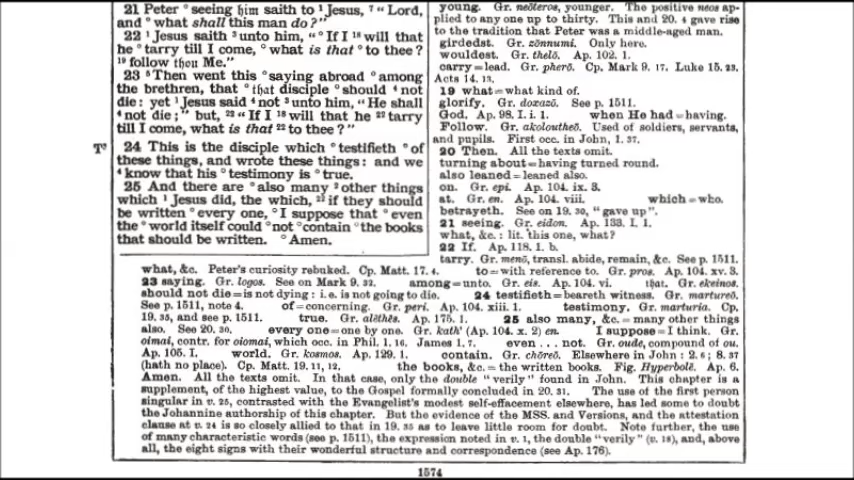 21 Peter °seeing him saith to ¹Jesus, ⁷ "Lord,
and °what shall this man do?"
22 ¹Jesus saith ³unto him, "°If I ¹⁸ will that
he °tarry till I come, °what is that °to thee?
¹⁹ follow thou Me."
23 ⁵Then went this °saying abroad °among
the brethren, that °that disciple °should ⁴not
die: yet ¹Jesus said ⁴not ³unto him, "He shall
⁴not die;" but, ²² "If I ¹⁸ will he ²² tarry
till I come, what is that ²² to thee?"
T³ 24 This is the disciple which °testifieth °of
these things, and wrote these things: and we
⁴know that his °testimony is °true.
25 And there are °also many ²other things
which ¹Jesus did, the which, ²² if they should
be written °every one, °I suppose that °even
the °world itself could °not °contain °the books
that should be written. °Amen.
young. Gr. neōteros, younger. The positive neos ap-
plied to any one up to thirty. This and 20. 4 gave rise
to the tradition that Peter was a middle-aged man.
girdedst. Gr. zōnnumi. Only here.
wouldest. Gr. thelō. Ap. 102. 1.
carry=lead. Gr. pherō. Cp. Mark 9. 17. Luke 15. 23.
Acts 14. 13.
19 what=what kind of.
glorify. Gr. doxazō. See p. 1511.
God. Ap. 98. I. i. 1. when He had=having.
Follow. Gr. akoloutheō. Used of soldiers, servants,
and pupils. First occ. in John, 1. 37.
20 Then. All the texts omit.
turning about=having turned round.
also leaned=leaned also.
on. Gr. epi. Ap. 104. ix. 3.
at. Gr. en. Ap. 104. viii. which=who.
betrayeth. See on 19. 30, "gave up".
21 seeing. Gr. eidon. Ap. 133. I. 1.
what, &c.: lit. this one, what?
22 If. Ap. 118. 1. b.
tarry. Gr. menō, transl. abide, remain, &c. See p. 1511.
what, &c. Peter's curiosity rebuked. Cp. Matt. 17. 4. to=with reference to. Gr. pros. Ap. 104. xv. 3.
23 saying. Gr. logos. See on Mark 9. 32. among=unto. Gr. eis. Ap. 104. vi. that. Gr. ekeinos.
should not die=is not dying: i.e. is not going to die. 24 testifieth=beareth witness. Gr. martureō.
See p. 1511, note 4. of=concerning. Gr. peri. Ap. 104. xiii. 1. testimony. Gr. marturia. Cp.
19. 35, and see p. 1511. true. Gr. alēthēs. Ap. 175. 1. 25 also many, &c.=many other things
also. See 20. 30. every one=one by one. Gr. kath' (Ap. 104. x. 2) en. I suppose=I think. Gr.
oimai, contr. for oiomai, which occ. in Phil. 1. 16. James 1. 7. even . . . not. Gr. oude, compound of ou.
Ap. 105. I. world. Gr. kosmos. Ap. 129. 1. contain. Gr. chōreō. Elsewhere in John: 2. 6; 8. 37
(hath no place). Cp. Matt. 19. 11, 12. the books, &c.=the written books. Fig. Hyperbolē. Ap. 6.
Amen. All the texts omit. In that case, only the double "verily" found in John. This chapter is a
supplement, of the highest value, to the Gospel formally concluded in 20. 31. The use of the first person
singular in v. 25, contrasted with the Evangelist's modest self-effacement elsewhere, has led some to doubt
the Johannine authorship of this chapter. But the evidence of the MSS. and Versions, and the attestation
clause at v. 24 is so closely allied to that in 19. 35 as to leave little room for doubt. Note further, the use
of many characteristic words (see p. 1511), the expression noted in v. 1, the double "verily" (v. 18), and, above
all, the eight signs with their wonderful structure and correspondence (see Ap. 176).
1574